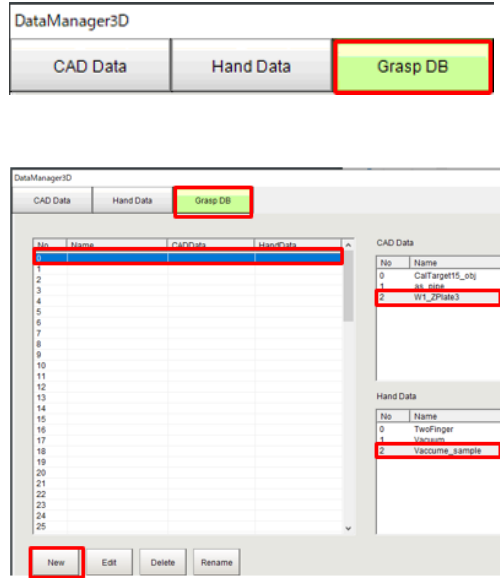 DataManager3D
CAD Data Hand Data Grasp DB
DataManager3D
CAD Data Hand Data Grasp DB
No Name CADData HandData
0
1
2
3
4
5
6
7
8
9
10
11
12
13
14
15
16
17
18
19
20
21
22
23
24
25
CAD Data
No Name
0 CalTarget15_obj
1 as_pipe
2 W1_ZPlate3
Hand Data
No Name
0 TwoFinger
1 Vacuum
2 Vaccume_sample
New Edit Delete Rename